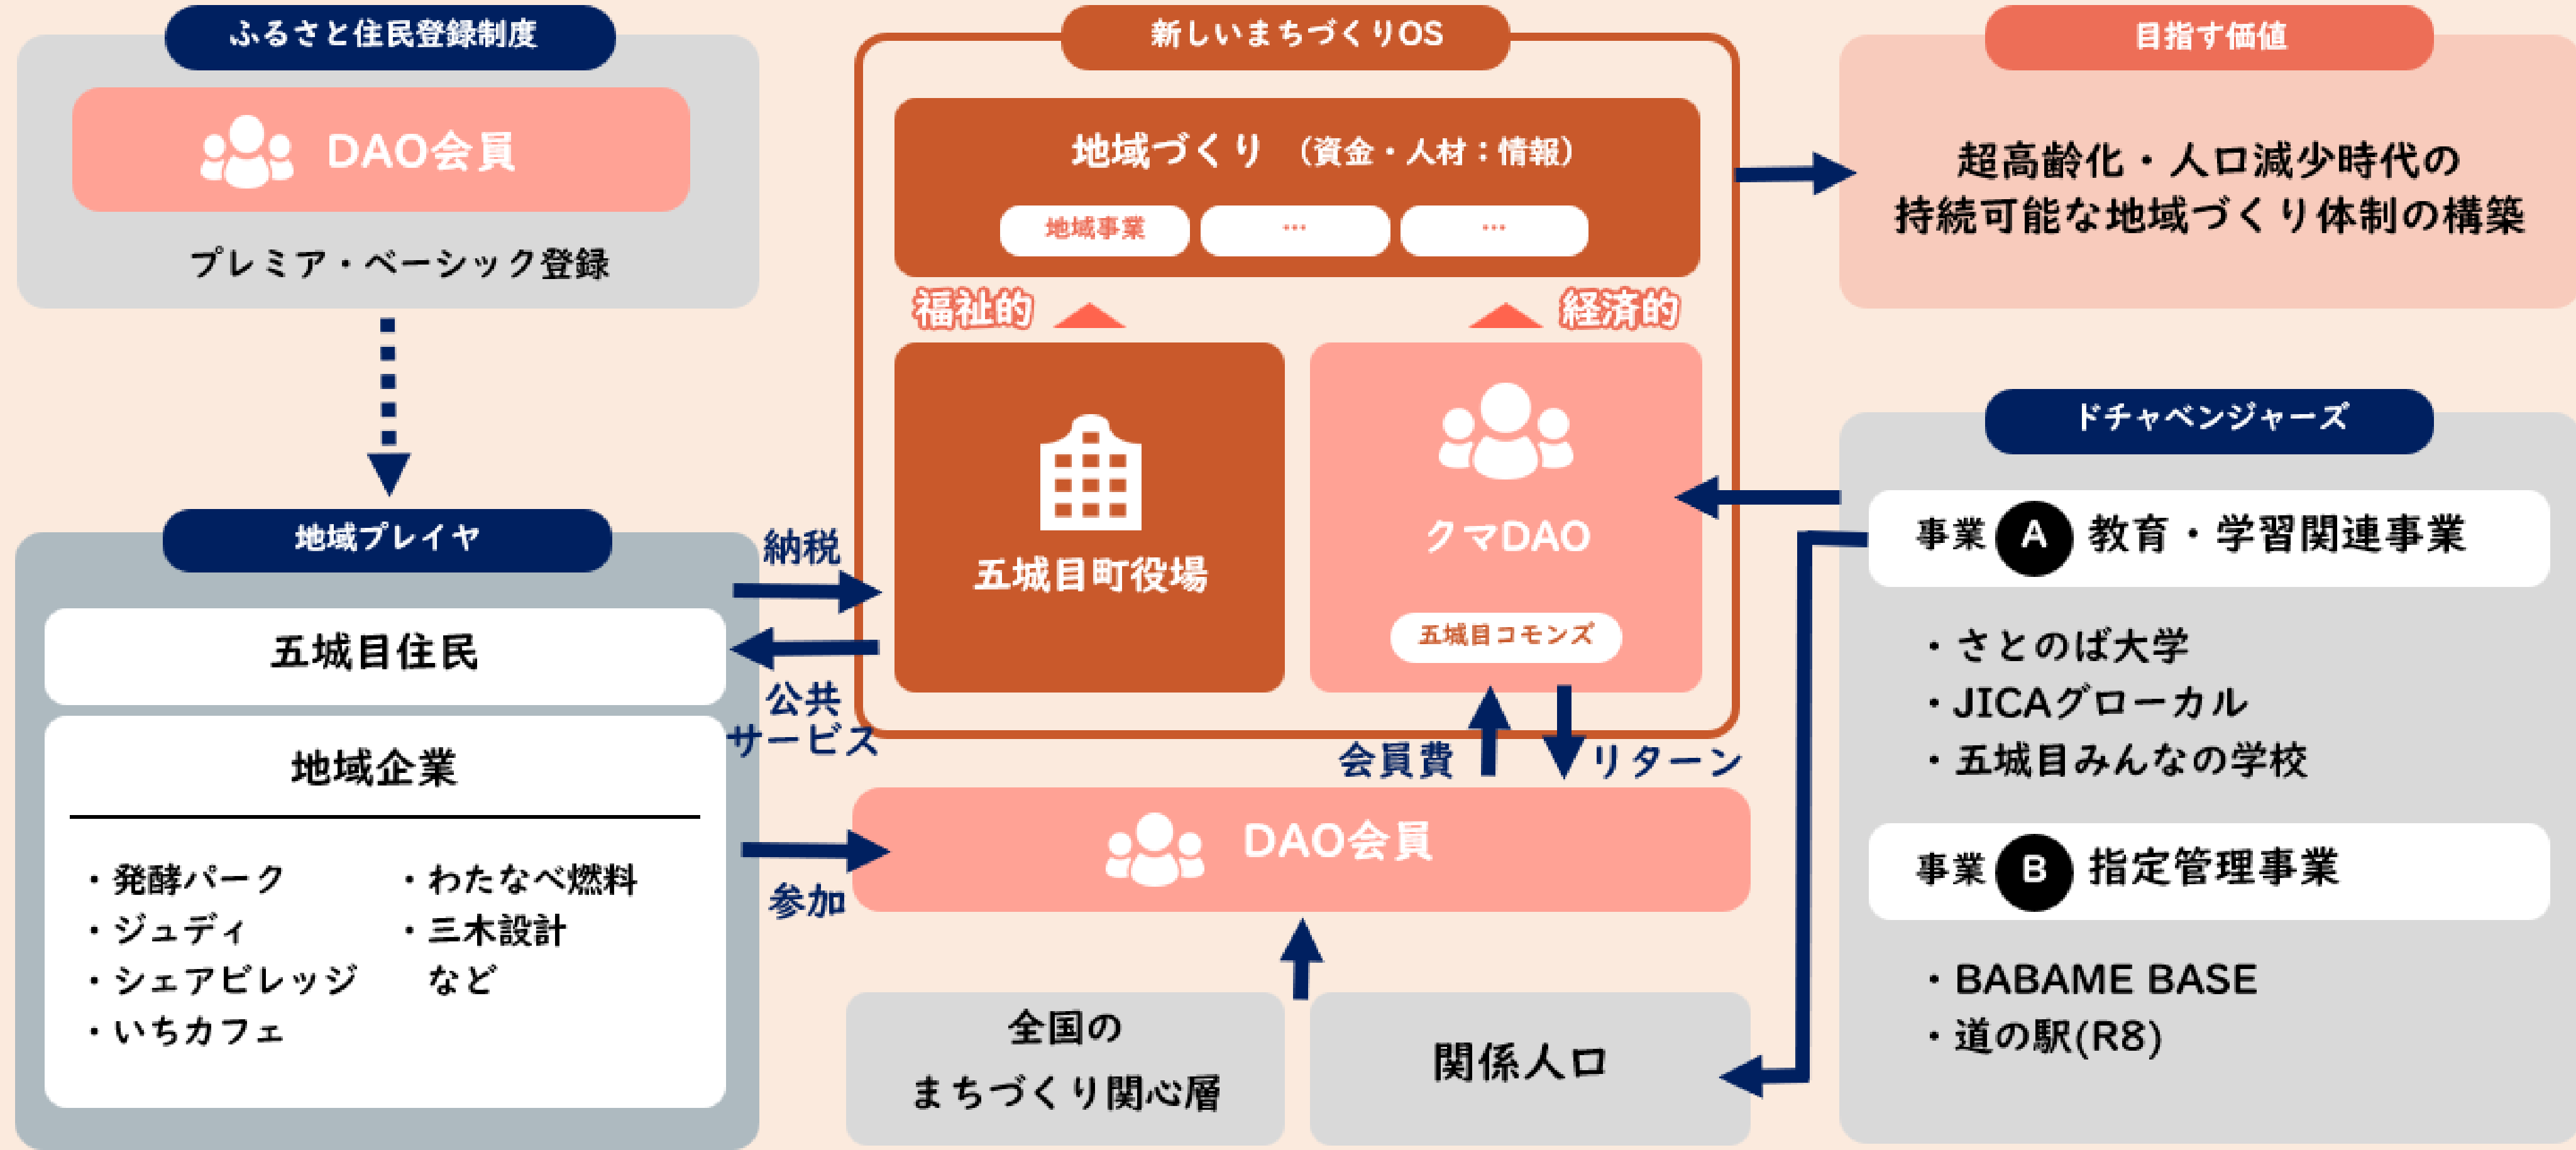 ふるさと住民登録制度
DAO会員
プレミア・ベーシック登録
地域プレイヤ
五城目住民
地域企業
・発酵パーク
・ジュディ
・シェアビレッジ
・いちカフェ
・わたなべ燃料
・三木設計
など
納税
公共
サービス
参加
新しいまちづくりOS
地域づくり （資金・人材：情報）
地域事業
…
…
福祉的
経済的
五城目町役場
クマDAO
五城目コモンズ
会員費
リターン
DAO会員
全国の
まちづくり関心層
関係人口
目指す価値
超高齢化・人口減少時代の
持続可能な地域づくり体制の構築
ドチャベンジャーズ
事業 A 教育・学習関連事業
・さとのば大学
・JICAグローカル
・五城目みんなの学校
事業 B 指定管理事業
・BABAME BASE
・道の駅(R8)